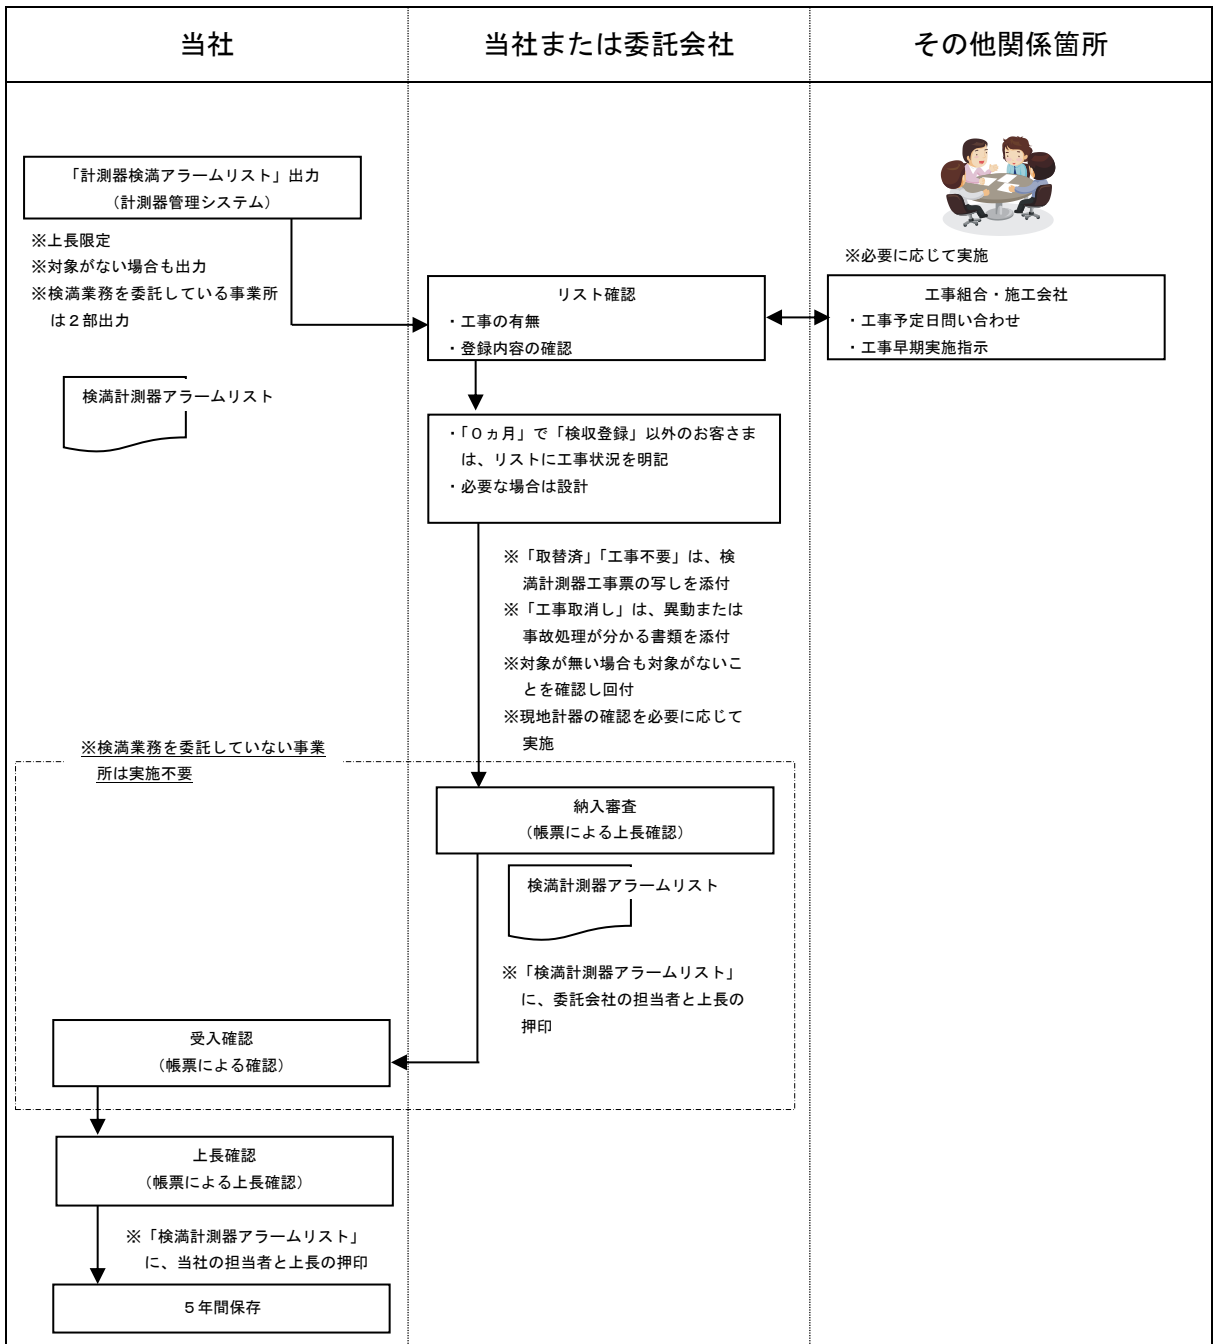 当社
当社または委託会社
その他関係箇所
「計測器検満アラームリスト」出力
（計測器管理システム）
※上長限定
※対象がない場合も出力
※検満業務を委託している事業所
は２部出力
検満計測器アラームリスト
リスト確認
・工事の有無
・登録内容の確認
※必要に応じて実施
工事組合・施工会社
・工事予定日問い合わせ
・工事早期実施指示
・「０ヵ月」で「検収登録」以外のお客さま
は、リストに工事状況を明記
・必要な場合は設計
※「取替済」「工事不要」は、検
満計測器工事票の写しを添付
※「工事取消し」は、異動または
事故処理が分かる書類を添付
※対象が無い場合も対象がないこ
とを確認し回付
※現地計器の確認を必要に応じて
実施
※検満業務を委託していない事業
所は実施不要
納入審査
（帳票による上長確認）
検満計測器アラームリスト
※「検満計測器アラームリスト」
に、委託会社の担当者と上長の
押印
受入確認
（帳票による確認）
上長確認
（帳票による上長確認）
※「検満計測器アラームリスト」
に、当社の担当者と上長の押印
５年間保存